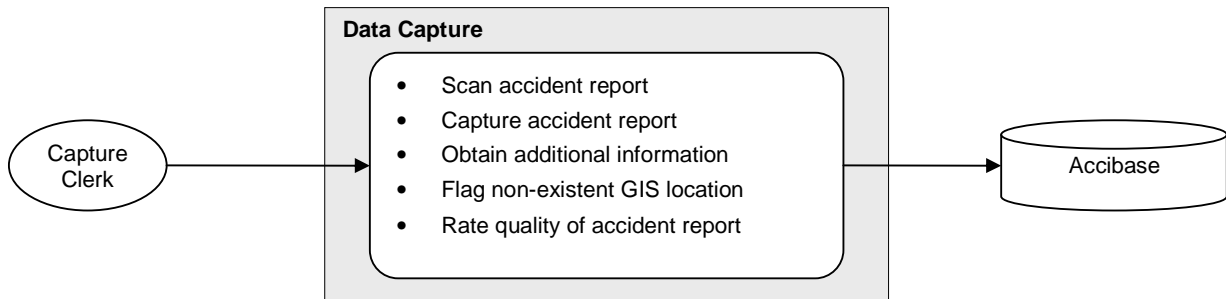 Data Capture
• Scan accident report
• Capture accident report
• Obtain additional information
• Flag non-existent GIS location
• Rate quality of accident report
Capture
Clerk
Accibase